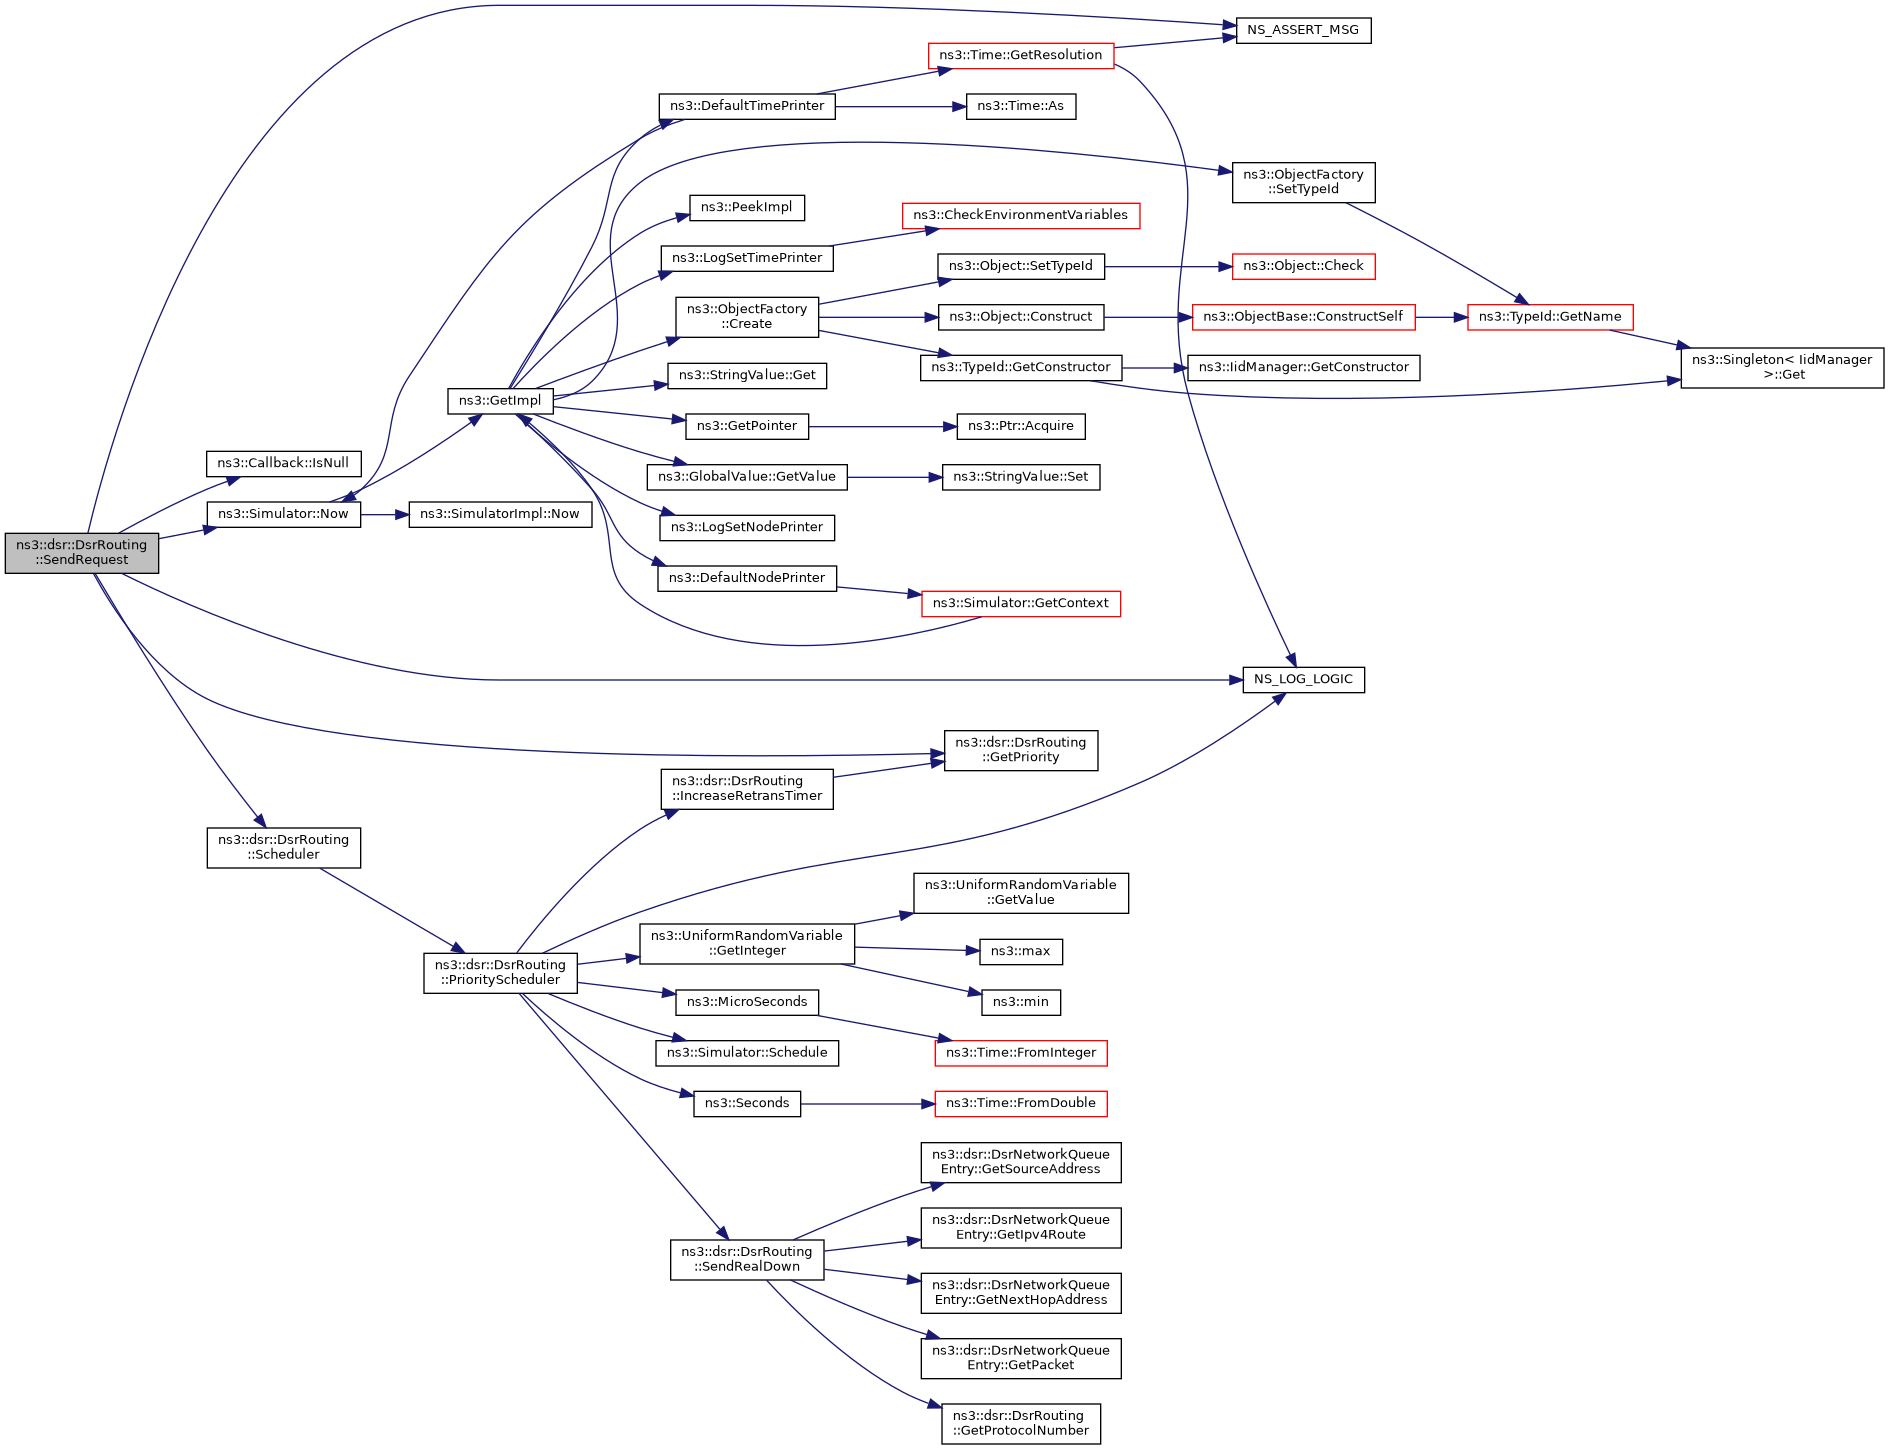 NS_ASSERT_MSG
ns3::Time::GetResolution
ns3::DefaultTimePrinter
ns3::Time::As
ns3::ObjectFactory
::SetTypeId
ns3::PeekImpl
ns3::CheckEnvironmentVariables
ns3::LogSetTimePrinter
ns3::Object::SetTypeId
ns3::Object::Check
ns3::ObjectFactory
::Create
ns3::Object::Construct
ns3::ObjectBase::ConstructSelf
ns3::TypeId::GetName
ns3::TypeId::GetConstructor
ns3::IidManager::GetConstructor
ns3::Singleton< IidManager
>::Get
ns3::StringValue::Get
ns3::GetImpl
ns3::GetPointer
ns3::Ptr::Acquire
ns3::Callback::IsNull
ns3::GlobalValue::GetValue
ns3::StringValue::Set
ns3::Simulator::Now
ns3::SimulatorImpl::Now
ns3::LogSetNodePrinter
ns3::dsr::DsrRouting
::SendRequest
ns3::DefaultNodePrinter
ns3::Simulator::GetContext
NS_LOG_LOGIC
ns3::dsr::DsrRouting
::GetPriority
ns3::dsr::DsrRouting
::IncreaseRetransTimer
ns3::dsr::DsrRouting
::Scheduler
ns3::UniformRandomVariable
::GetValue
ns3::UniformRandomVariable
::GetInteger
ns3::max
ns3::dsr::DsrRouting
::PriorityScheduler
ns3::MicroSeconds
ns3::min
ns3::Simulator::Schedule
ns3::Time::FromInteger
ns3::Seconds
ns3::Time::FromDouble
ns3::dsr::DsrNetworkQueue
Entry::GetSourceAddress
ns3::dsr::DsrNetworkQueue
Entry::GetIpv4Route
ns3::dsr::DsrRouting
::SendRealDown
ns3::dsr::DsrNetworkQueue
Entry::GetNextHopAddress
ns3::dsr::DsrNetworkQueue
Entry::GetPacket
ns3::dsr::DsrRouting
::GetProtocolNumber